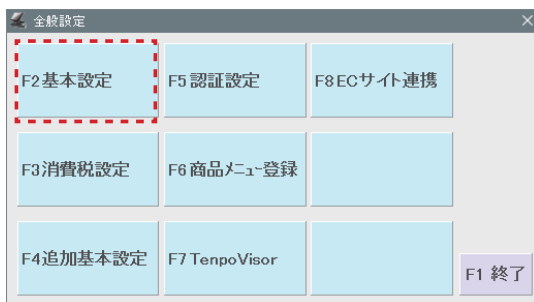 全般設定
F2基本設定 F5認証設定 F8ECサイト連携
F3消費税設定 F6商品メニュー登録
F4追加基本設定 F7TenpoVisor
F1 終了